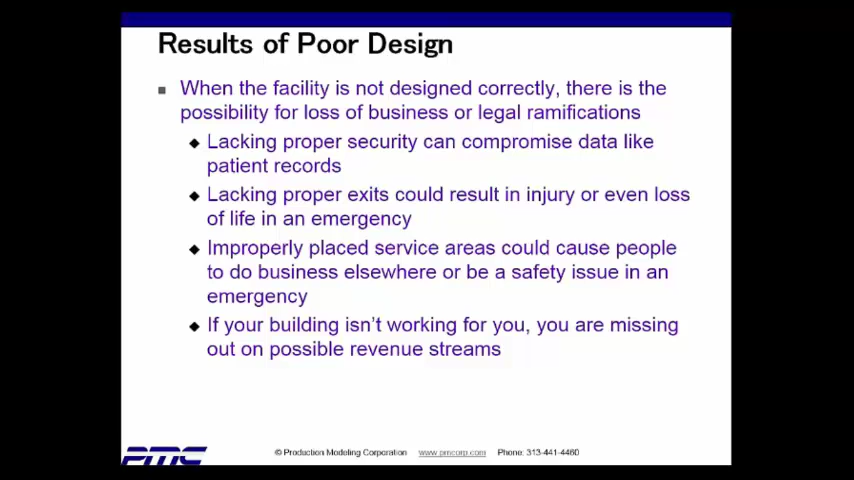 Results of Poor Design
When the facility is not designed correctly, there is the
possibility for loss of business or legal ramifications
Lacking proper security can compromise data like
patient records
Lacking proper exits could result in injury or even loss
of life in an emergency
Improperly placed service areas could cause people
to do business elsewhere or be a safety issue in an
emergency
If your building isn't working for you, you are missing
out on possible revenue streams
PMC
© Production Modeling Corporation www.pmcorp.com Phone: 313-441-4460